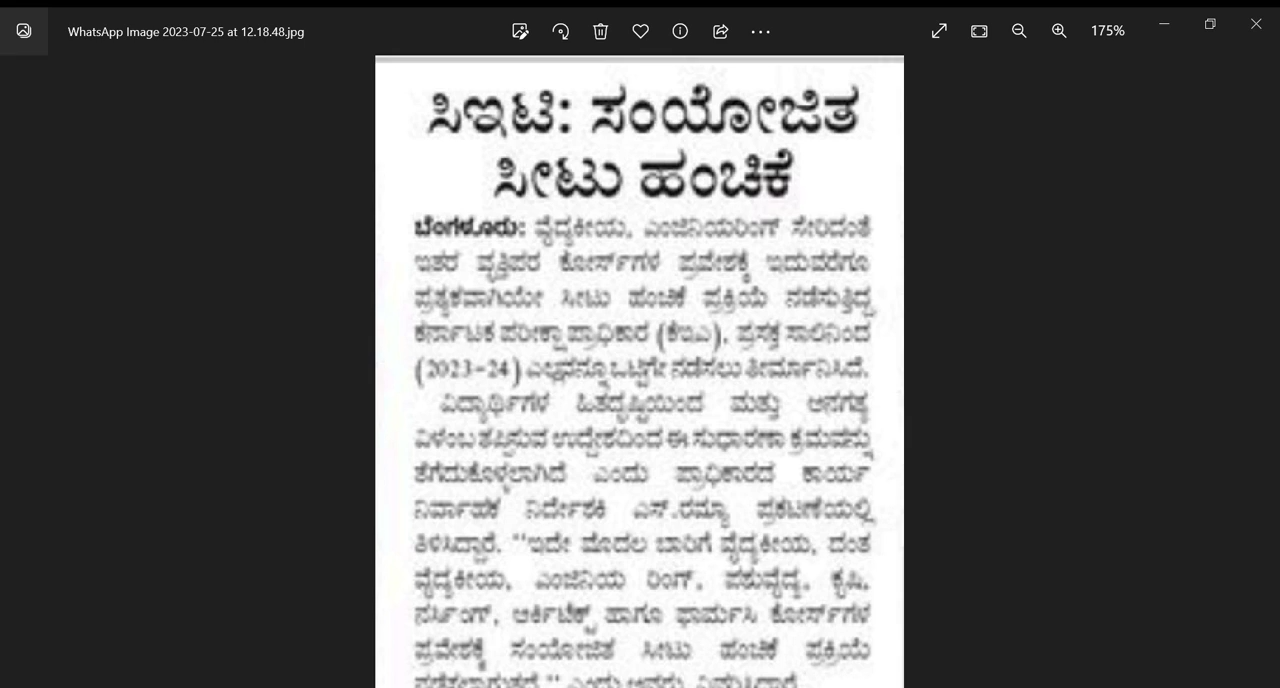 WhatsApp Image 2023-07-25 at 12.18.48.jpg
175%
ಸಿಇಟಿ: ಸಂಯೋಜಿತ
ಸೀಟು ಹಂಚಿಕೆ
ಬೆಂಗಳೂರು: ವೈದ್ಯಕೀಯ, ಎಂಜಿನಿಯರಿಂಗ್ ಸೇರಿದಂತೆ
ಇತರ ವೃತ್ತಿಪರ ಕೋರ್ಸ್‌ಗಳ ಪ್ರವೇಶಕ್ಕೆ ಇದುವರೆಗೂ
ಪ್ರತ್ಯಕವಾಗಿಯೇ ಸೀಟು ಹಂಚಿಕೆ ಪ್ರಕ್ರಿಯೆ ನಡೆಸುತ್ತಿದ್ದ
ಕರ್ನಾಟಕ ಪರೀಕ್ಷಾ ಪ್ರಾಧಿಕಾರ (ಕೆಇಎ), ಪ್ರಸಕ್ತ ಸಾಲಿನಿಂದ
(2023-24) ಎಲ್ಲವನ್ನೂ ಒಟ್ಟಿಗೇ ನಡೆಸಲು ತೀರ್ಮಾನಿಸಿದೆ.
ವಿದ್ಯಾರ್ಥಿಗಳ ಹಿತದೃಷ್ಟಿಯಿಂದ ಮತ್ತು ಅನಗತ್ಯ
ವಿಳಂಬ ತಪ್ಪಿಸುವ ಉದ್ದೇಶದಿಂದ ಈ ಸುಧಾರಣಾ ಕ್ರಮವನ್ನು
ತೆಗೆದುಕೊಳ್ಳಲಾಗಿದೆ ಎಂದು ಪ್ರಾಧಿಕಾರದ ಕಾರ್ಯ
ನಿರ್ವಾಹಕ ನಿರ್ದೇಶಕಿ ಎಸ್.ರಮ್ಯಾ ಪ್ರಕಟಣೆಯಲ್ಲಿ
ತಿಳಿಸಿದ್ದಾರೆ. ‘‘ಇದೇ ಮೊದಲ ಬಾರಿಗೆ ವೈದ್ಯಕೀಯ, ದಂತ
ವೈದ್ಯಕೀಯ, ಎಂಜಿನಿಯ ರಿಂಗ್, ಪಶುವೈದ್ಯ, ಕೃಷಿ,
ನರ್ಸಿಂಗ್, ಆರ್ಕಿಟೆಕ್ಟ್ ಹಾಗೂ ಫಾರ್ಮಸಿ ಕೋರ್ಸ್‌ಗಳ
ಪ್ರವೇಶಕ್ಕೆ ಸಂಯೋಜಿತ ಸೀಟು ಹಂಚಿಕೆ ಪ್ರಕ್ರಿಯೆ